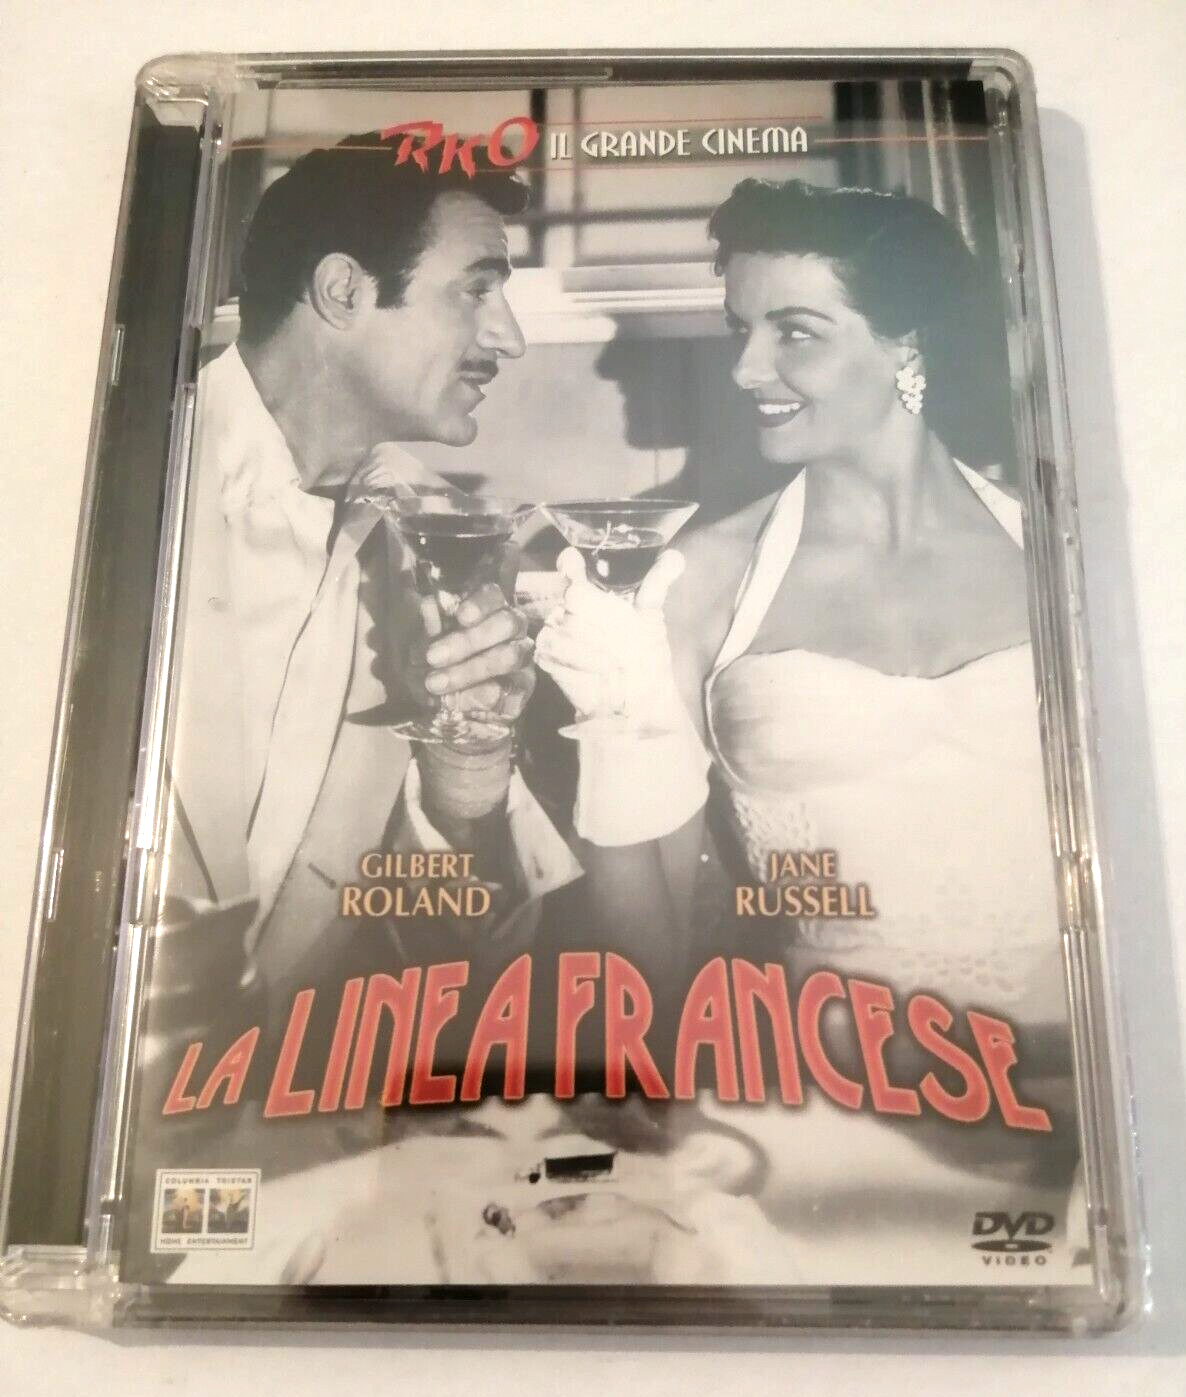 RKO IL GRANDE CINEMA
GILBERT
ROLAND
JANE
RUSSELL
LA LINEA FRANCESE
COLUMBIA TRISTAR
HOME ENTERTAINMENT
DVD
VIDEO